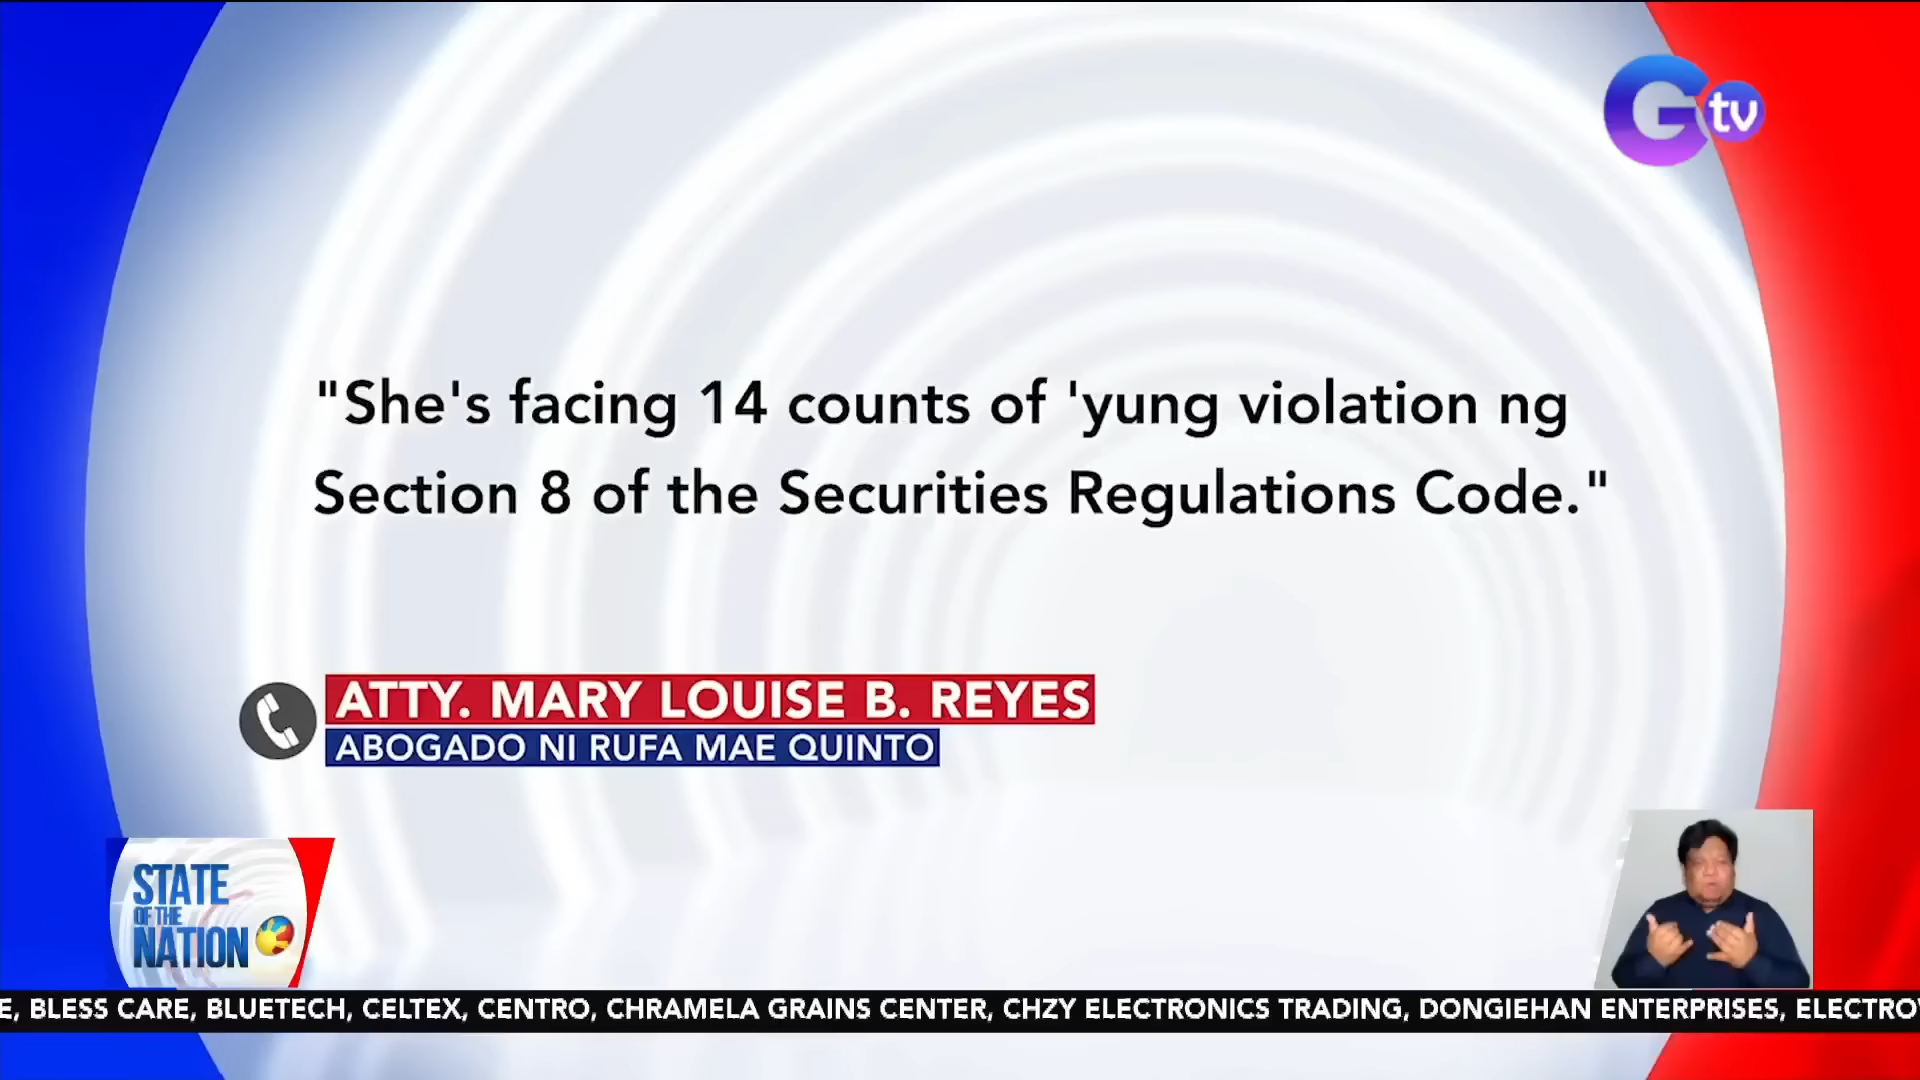 G tv
"She's facing 14 counts of 'yung violation ng
Section 8 of the Securities Regulations Code."
ATTY. MARY LOUISE B. REYES
ABOGADO NI RUFA MAE QUINTO
STATE
OF THE
NATION
E, BLESS CARE, BLUETECH, CELTEX, CENTRO, CHRAMELA GRAINS CENTER, CHZY ELECTRONICS TRADING, DONGIEHAN ENTERPRISES, ELECTRO